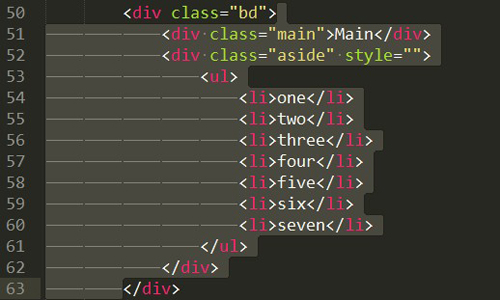 50 <div class="bd">
51 <div class="main">Main</div>
52 <div class="aside" style="">
53 <ul>
54 <li>one</li>
55 <li>two</li>
56 <li>three</li>
57 <li>four</li>
58 <li>five</li>
59 <li>six</li>
60 <li>seven</li>
61 </ul>
62 </div>
63 </div>